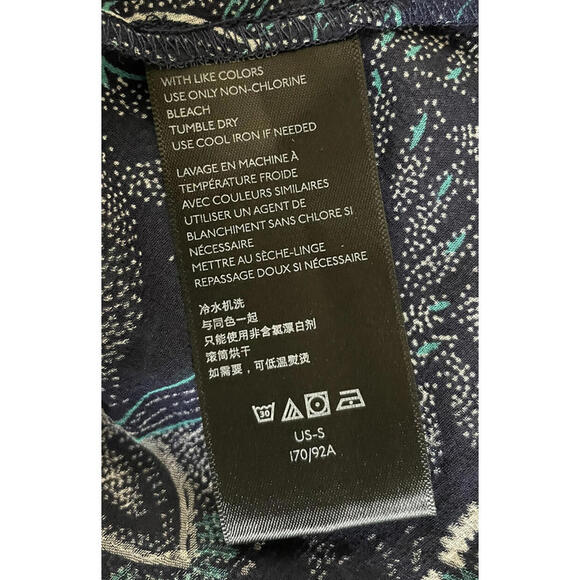 WITH LIKE COLORS
USE ONLY NON-CHLORINE
BLEACH
TUMBLE DRY
USE COOL IRON IF NEEDED
LAVAGE EN MACHINE À
TEMPÉRATURE FROIDE
AVEC COULEURS SIMILAIRES
UTILISER UN AGENT DE
BLANCHIMENT SANS CHLORE SI
NÉCESSAIRE
METTRE AU SÈCHE-LINGE
REPASSAGE DOUX SI NÉCESSAIRE
冷水机洗
与同色一起
只能使用非含氯漂白剂
滚筒烘干
如需要，可低温熨烫
30
US-S
170/92A